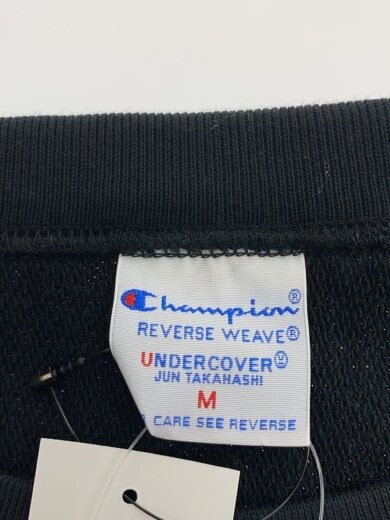 Champion®
REVERSE WEAVE®
UNDERCOVER Ⓤ
JUN TAKAHASHI
M
CARE SEE REVERSE